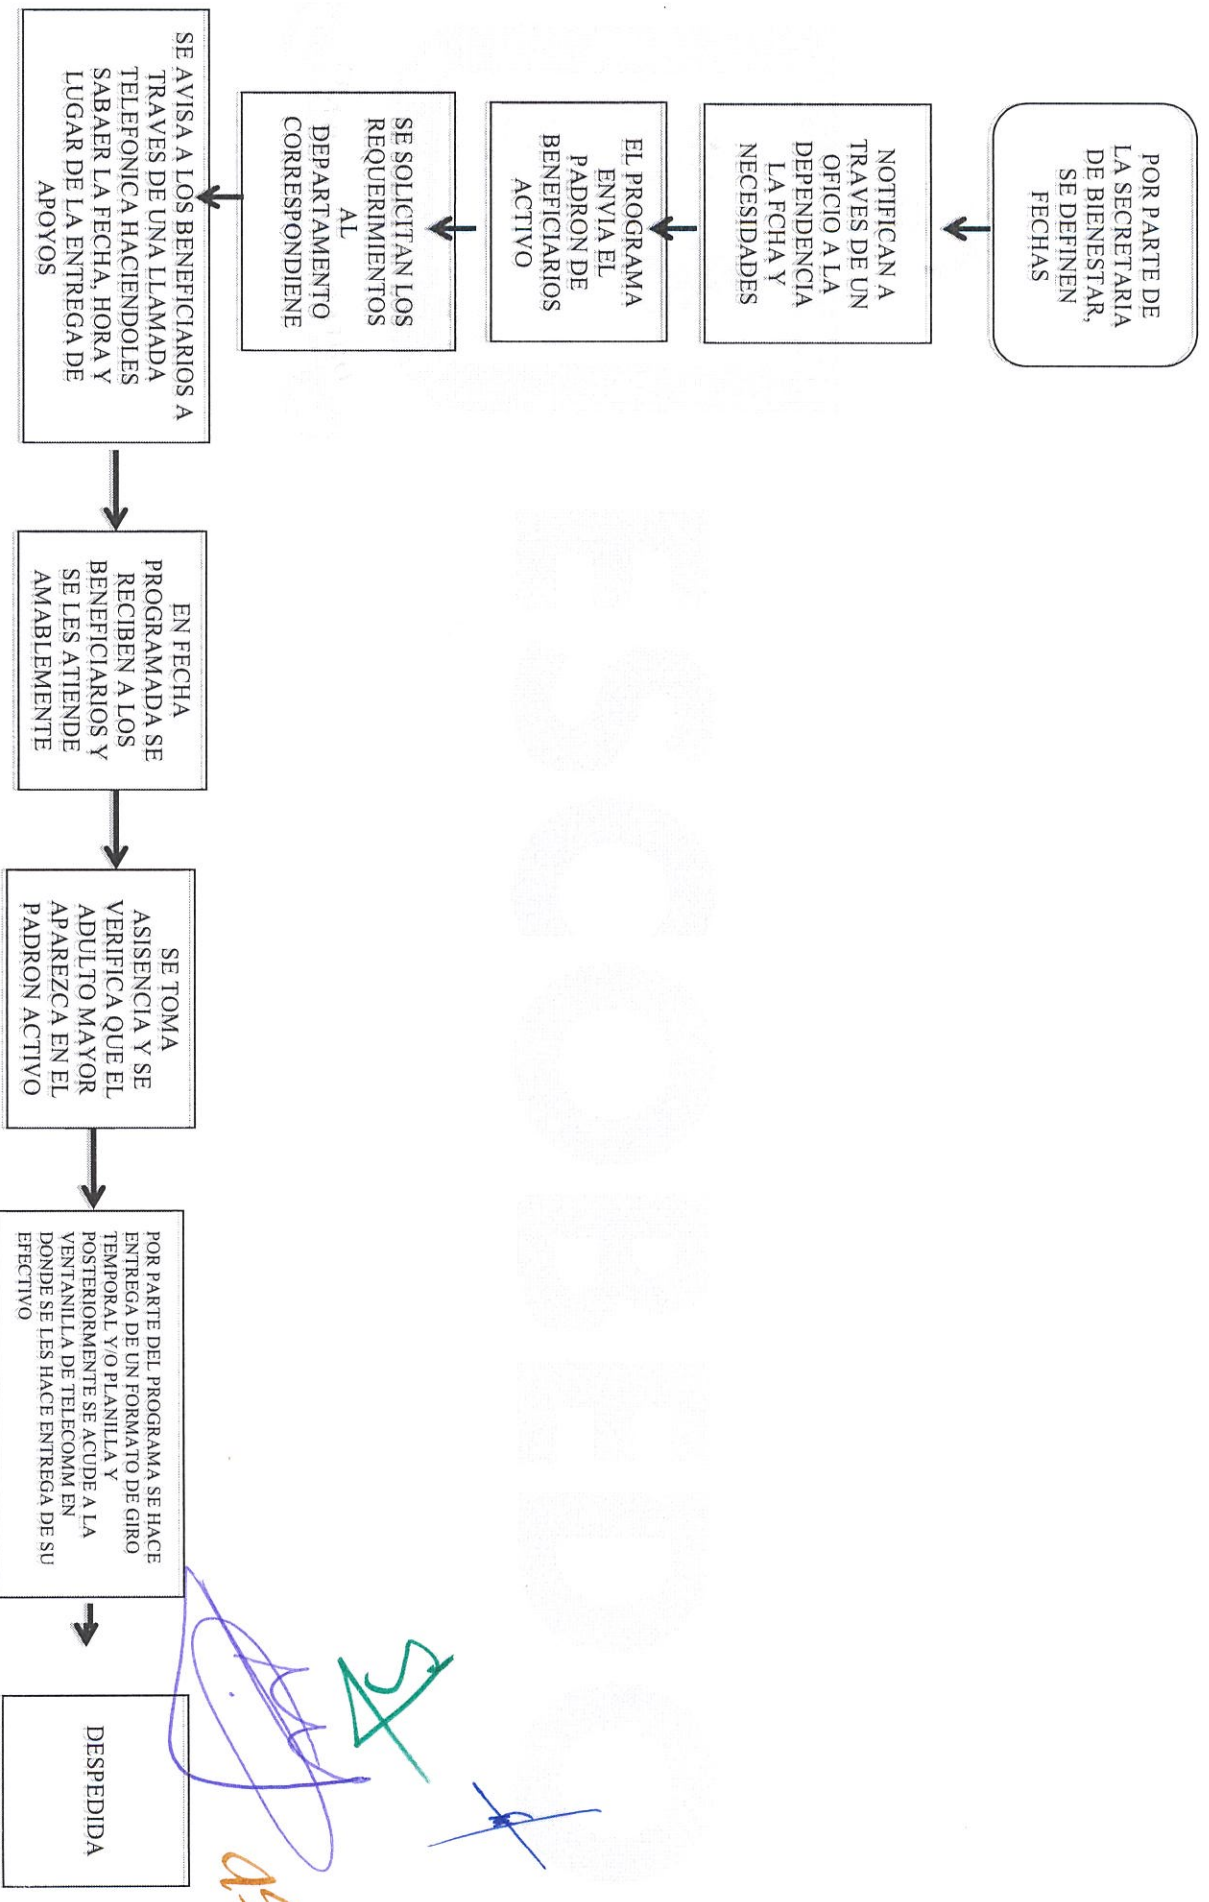 POR PARTE DE
LA SECRETARIA
DE BIENESTAR,
SE DEFINEN
FECHAS
NOTIFICAN A
TRAVES DE UN
OFICIO A LA
DEPENDENCIA
LA FCHA Y
NECESIDADES
EL PROGRAMA
ENVIA EL
PADRON DE
BENEFICIARIOS
ACTIVO
SE SOLICITAN LOS
REQUERIMIENTOS
AL
DEPARTAMENTO
CORRESPONDIENE
SE AVISA A LOS BENEFICIARIOS A
TRAVES DE UNA LLAMADA
TELEFONICA HACIENDOLES
SABAER LA FECHA, HORA Y
LUGAR DE LA ENTREGA DE
APOYOS
EN FECHA
PROGRAMADA SE
RECIBEN A LOS
BENEFICIARIOS Y
SE LES ATIENDE
AMABLEMENTE
SE TOMA
ASISENCIA Y SE
VERIFICA QUE EL
ADULTO MAYOR
APAREZCA EN EL
PADRON ACTIVO
POR PARTE DEL PROGRAMA SE HACE
ENTREGA DE UN FORMATO DE GIRO
TEMPORAL Y/O PLANILLA Y
POSTERIORMENTE SE ACUDE A LA
VENTANILLA DE TELECOMM EN
DONDE SE LES HACE ENTREGA DE SU
EFECTIVO
DESPEDIDA